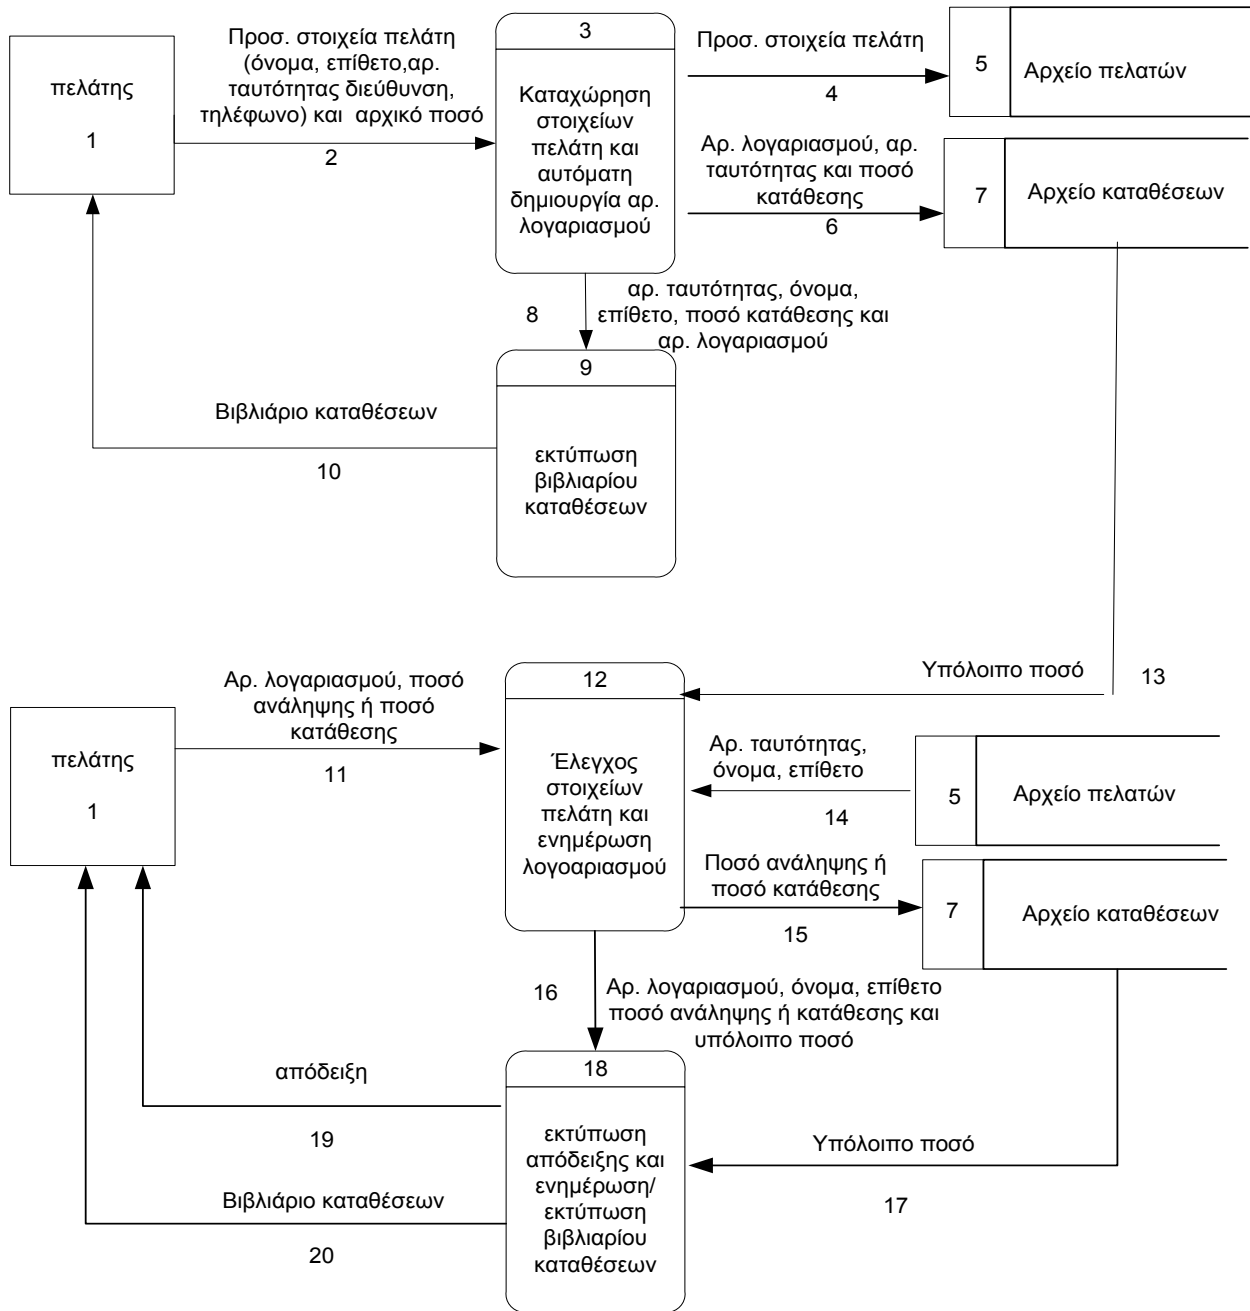 πελάτης
1
Προσ. στοιχεία πελάτη
(όνομα, επίθετο,αρ.
ταυτότητας διεύθυνση,
τηλέφωνο) και αρχικό ποσό
2
3
Καταχώρηση
στοιχείων
πελάτη και
αυτόματη
δημιουργία αρ.
λογαριασμού
Προσ. στοιχεία πελάτη
4
5
Αρχείο πελατών
Αρ. λογαριασμού, αρ.
ταυτότητας και ποσό
κατάθεσης
6
7
Αρχείο καταθέσεων
8
αρ. ταυτότητας, όνομα,
επίθετο, ποσό κατάθεσης και
αρ. λογαριασμού
9
εκτύπωση
βιβλιαρίου
καταθέσεων
Βιβλιάριο καταθέσεων
10
πελάτης
1
Αρ. λογαριασμού, ποσό
ανάληψης ή ποσό
κατάθεσης
11
12
Έλεγχος
στοιχείων
πελάτη και
ενημέρωση
λογοαριασμού
Υπόλοιπο ποσό
13
Αρ. ταυτότητας,
όνομα, επίθετο
14
5
Αρχείο πελατών
Ποσό ανάληψης ή
ποσό κατάθεσης
15
7
Αρχείο καταθέσεων
16
Αρ. λογαριασμού, όνομα, επίθετο
ποσό ανάληψης ή κατάθεσης και
υπόλοιπο ποσό
18
εκτύπωση
απόδειξης και
ενημέρωση/
εκτύπωση
βιβλιαρίου
καταθέσεων
Υπόλοιπο ποσό
17
απόδειξη
19
Βιβλιάριο καταθέσεων
20